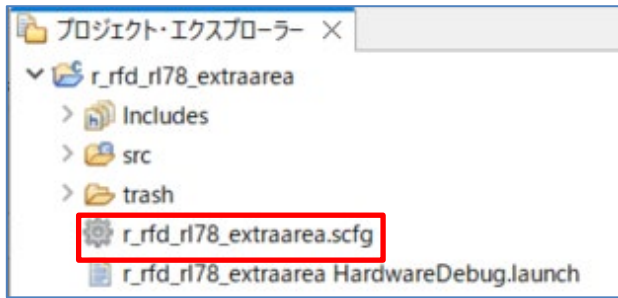 プロジェクト・エクスプローラー
r_rfd_rl78_extraarea
Includes
src
trash
r_rfd_rl78_extraarea.scfg
r_rfd_rl78_extraarea HardwareDebug.launch